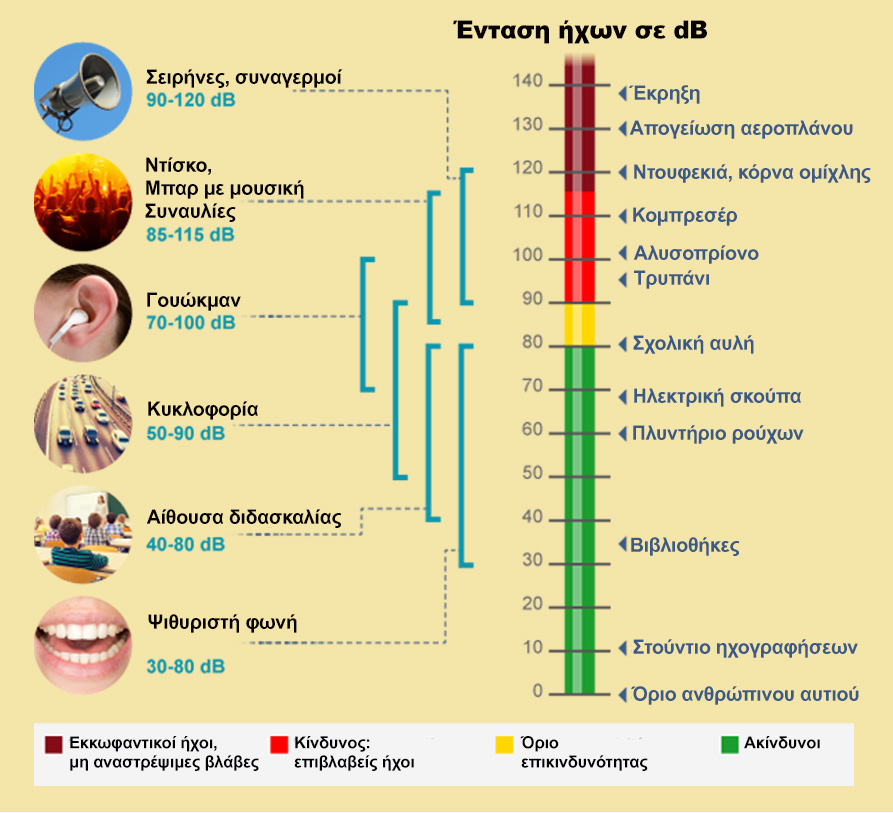 Ένταση ήχων σε dB
Σειρήνες, συναγερμοί
90-120 dB
Ντίσκο,
Μπαρ με μουσική
Συναυλίες
85-115 dB
Γουώκμαν
70-100 dB
Κυκλοφορία
50-90 dB
Αίθουσα διδασκαλίας
40-80 dB
Ψιθυριστή φωνή
30-80 dB
140
130
120
110
100
90
80
70
60
50
40
30
20
10
0
Έκρηξη
Απογείωση αεροπλάνου
Ντουφεκιά, κόρνα ομίχλης
Κομπρεσέρ
Αλυσοπρίονο
Τρυπάνι
Σχολική αυλή
Ηλεκτρική σκούπα
Πλυντήριο ρούχων
Βιβλιοθήκες
Στούντιο ηχογραφήσεων
Όριο ανθρώπινου αυτιού
Εκκωφαντικοί ήχοι,
μη αναστρέψιμες βλάβες
Κίνδυνος:
επιβλαβείς ήχοι
Όριο
επικινδυνότητας
Ακίνδυνοι